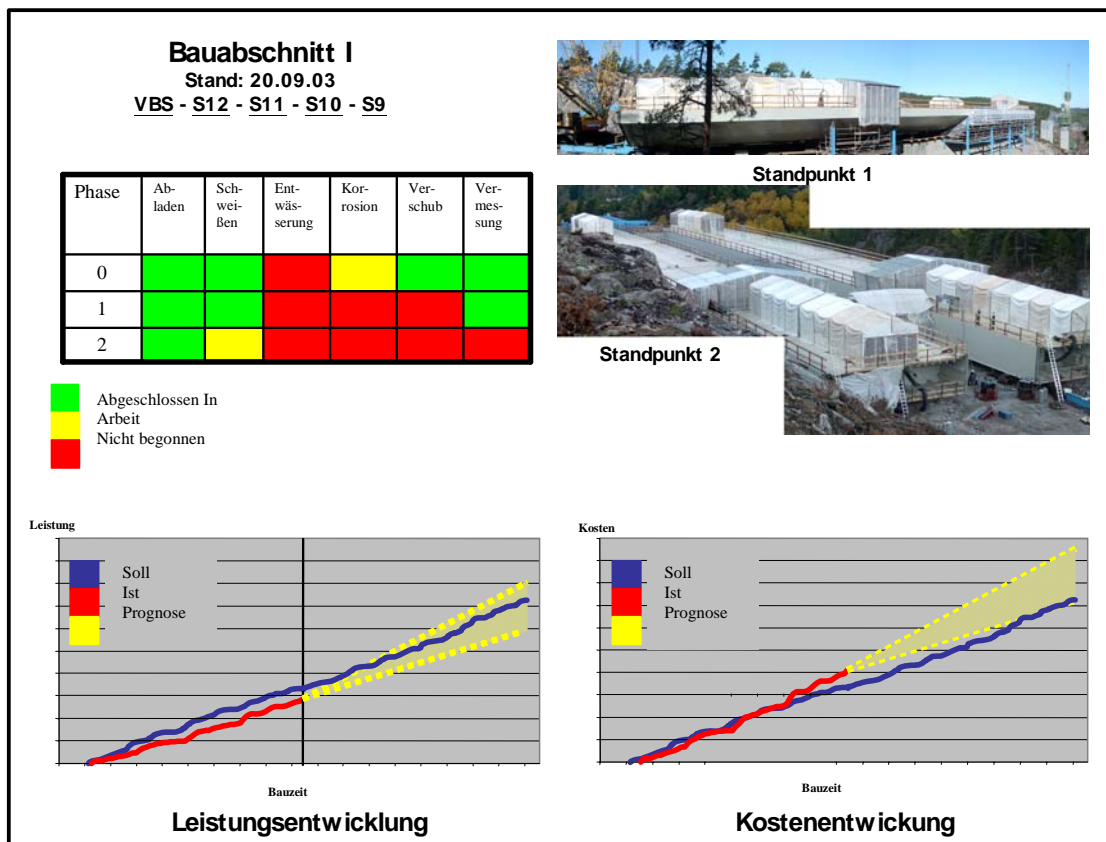 Bauabschnitt I
Stand: 20.09.03
VBS - S12 - S11 - S10 - S9
Standpunkt 1
Standpunkt 2
Phase
Ab-
laden
Sch-
wei-
ßen
Ent-
wäs-
serung
Kor-
rosion
Ver-
schub
Ver-
mes-
sung
0
1
2
Abgeschlossen In
Arbeit
Nicht begonnen
Leistung
Soll
Ist
Prognose
Bauzeit
Leistungsentwicklung
Kosten
Soll
Ist
Prognose
Bauzeit
Kostenentwickung